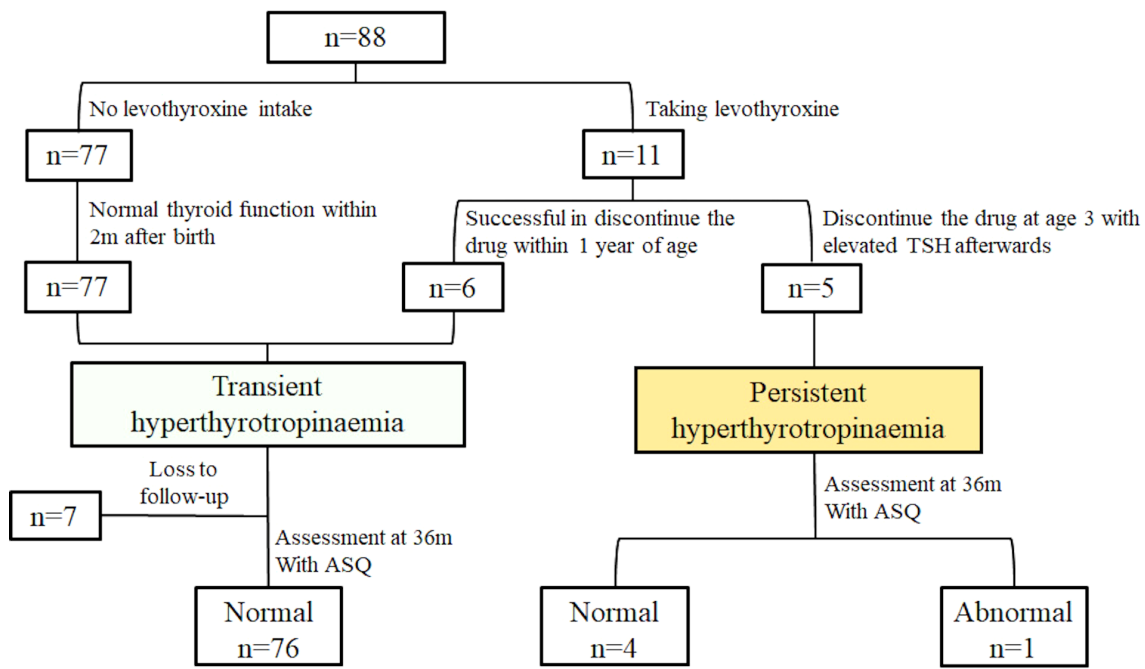 n=88
No levothyroxine intake
Taking levothyroxine
n=77
n=11
Normal thyroid function within
2m after birth
Successful in discontinue the
drug within 1 year of age
Discontinue the drug at age 3 with
elevated TSH afterwards
n=77
n=6
n=5
Transient
hyperthyrotropinaemia
Persistent
hyperthyrotropinaemia
Loss to
follow-up
n=7
Assessment at 36m
With ASQ
Assessment at 36m
With ASQ
Normal
n=76
Normal
n=4
Abnormal
n=1